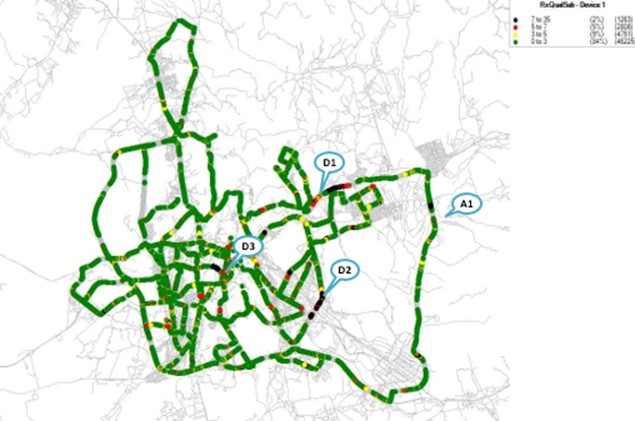 RxQualSub - Device 1
7 to 35 (2%) (1263)
5 to 7 (5%) (2808)
3 to 5 (9%) (4751)
0 to 3 (84%) (46225)
D1
A1
D3
D2